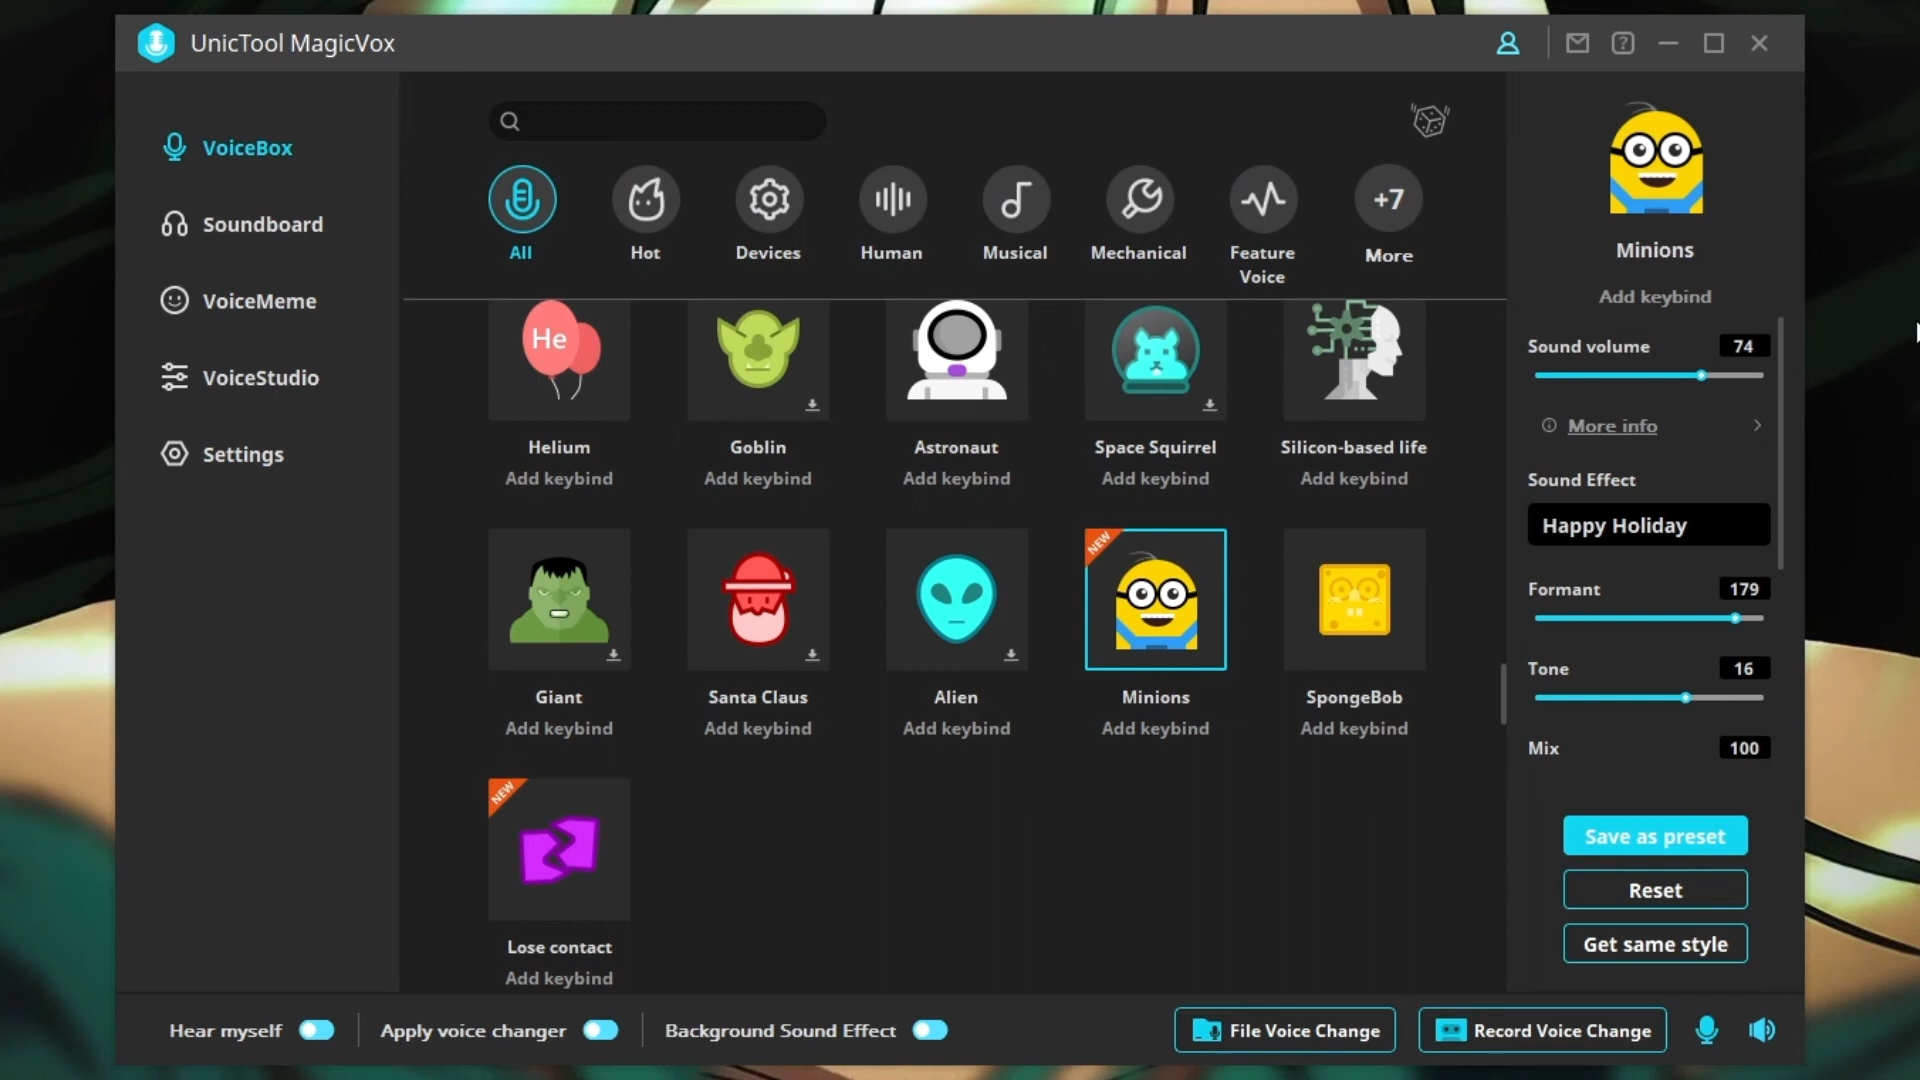 UnicTool MagicVox
VoiceBox
Soundboard
VoiceMeme
VoiceStudio
Settings
All
Hot
Devices
Human
Musical
Mechanical
Feature
Voice
+7
More
He
Helium
Add keybind
Goblin
Add keybind
Astronaut
Add keybind
Space Squirrel
Add keybind
Silicon-based life
Add keybind
Giant
Add keybind
Santa Claus
Add keybind
Alien
Add keybind
NEW
Minions
Add keybind
SpongeBob
Add keybind
NEW
Lose contact
Add keybind
Minions
Add keybind
Sound volume 74
More info
Sound Effect
Happy Holiday
Formant 179
Tone 16
Mix 100
Save as preset
Reset
Get same style
Hear myself
Apply voice changer
Background Sound Effect
File Voice Change
Record Voice Change